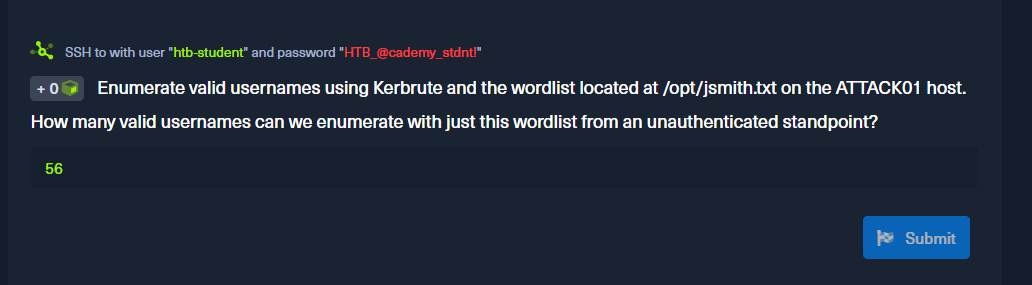 SSH to with user "htb-student" and password "HTB_@cademy_stdnt!"
+ 0 Enumerate valid usernames using Kerbrute and the wordlist located at /opt/jsmith.txt on the ATTACK01 host.
How many valid usernames can we enumerate with just this wordlist from an unauthenticated standpoint?
56
Submit